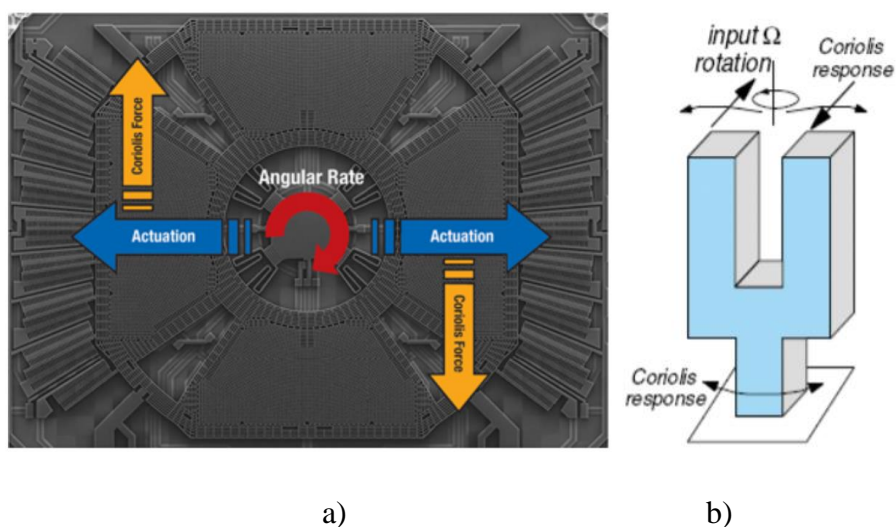 Coriolis Force
Angular Rate
Actuation
Actuation
Coriolis Force
input Ω
rotation
Coriolis
response
Coriolis
response
a)
b)